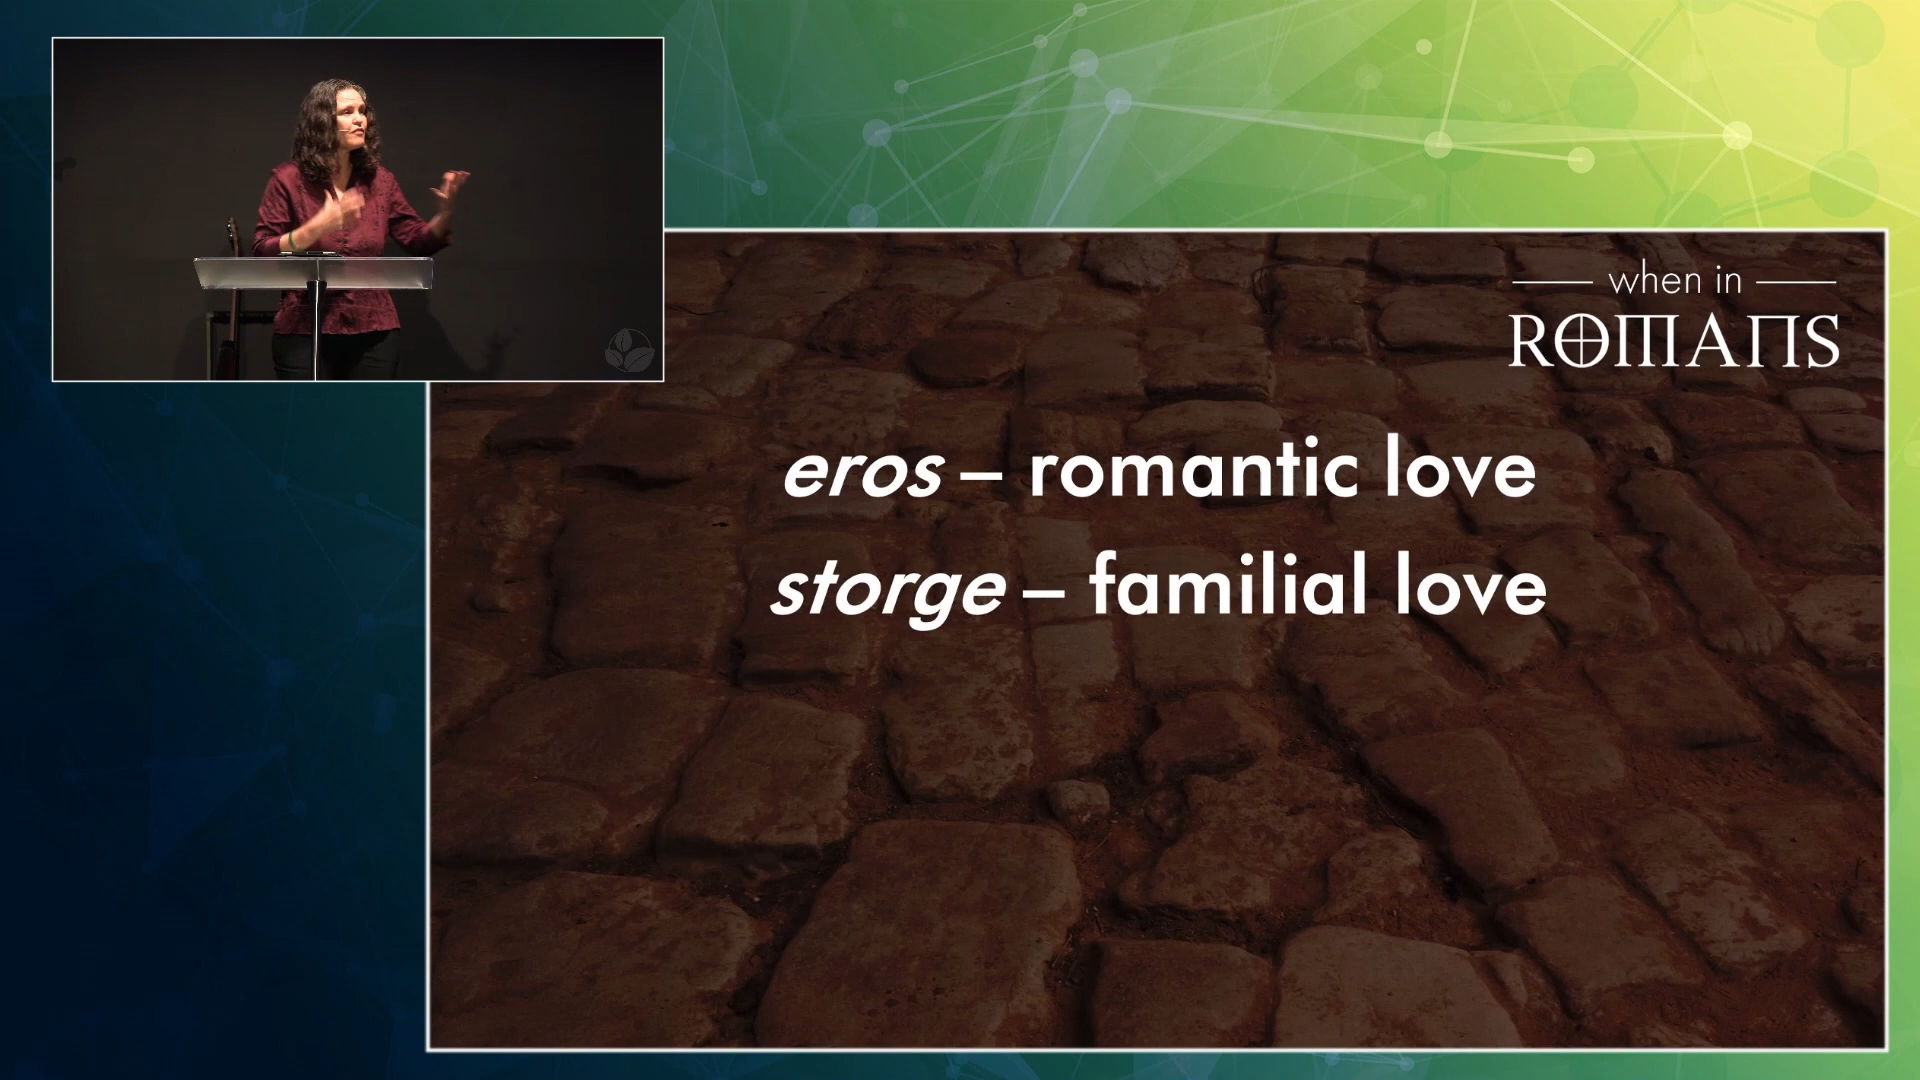 when in
ROMANS
eros – romantic love
storge – familial love